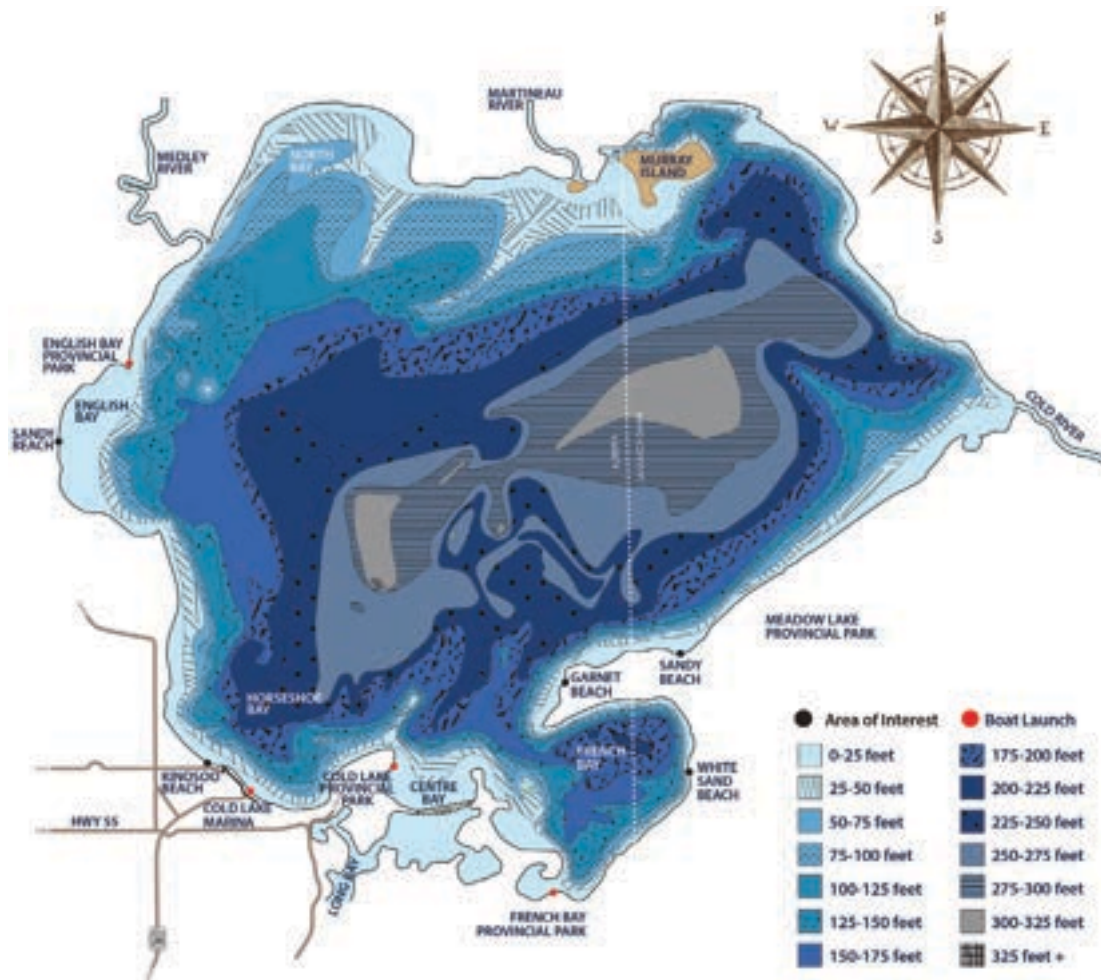 N
MARTINEAU
RIVER
MEDLEY
RIVER
NORTH
BAY
MURRAY
ISLAND
W
E
S
ENGLISH BAY
PROVINCIAL
PARK
ENGLISH
BAY
SANDY
BEACH
COLD RIVER
MEADOW LAKE
PROVINCIAL PARK
SANDY
BEACH
GARNET
BEACH
HORSESHOE
BAY
FRENCH
BAY
WHITE
SAND
BEACH
KINOSOO
BEACH
COLD LAKE
MARINA
COLD LAKE
PROVINCIAL
PARK
CENTRE
BAY
HWY 55
LONG BAY
FRENCH BAY
PROVINCIAL PARK
Area of Interest
0-25 feet
25-50 feet
50-75 feet
75-100 feet
100-125 feet
125-150 feet
150-175 feet
Boat Launch
175-200 feet
200-225 feet
225-250 feet
250-275 feet
275-300 feet
300-325 feet
325 feet +